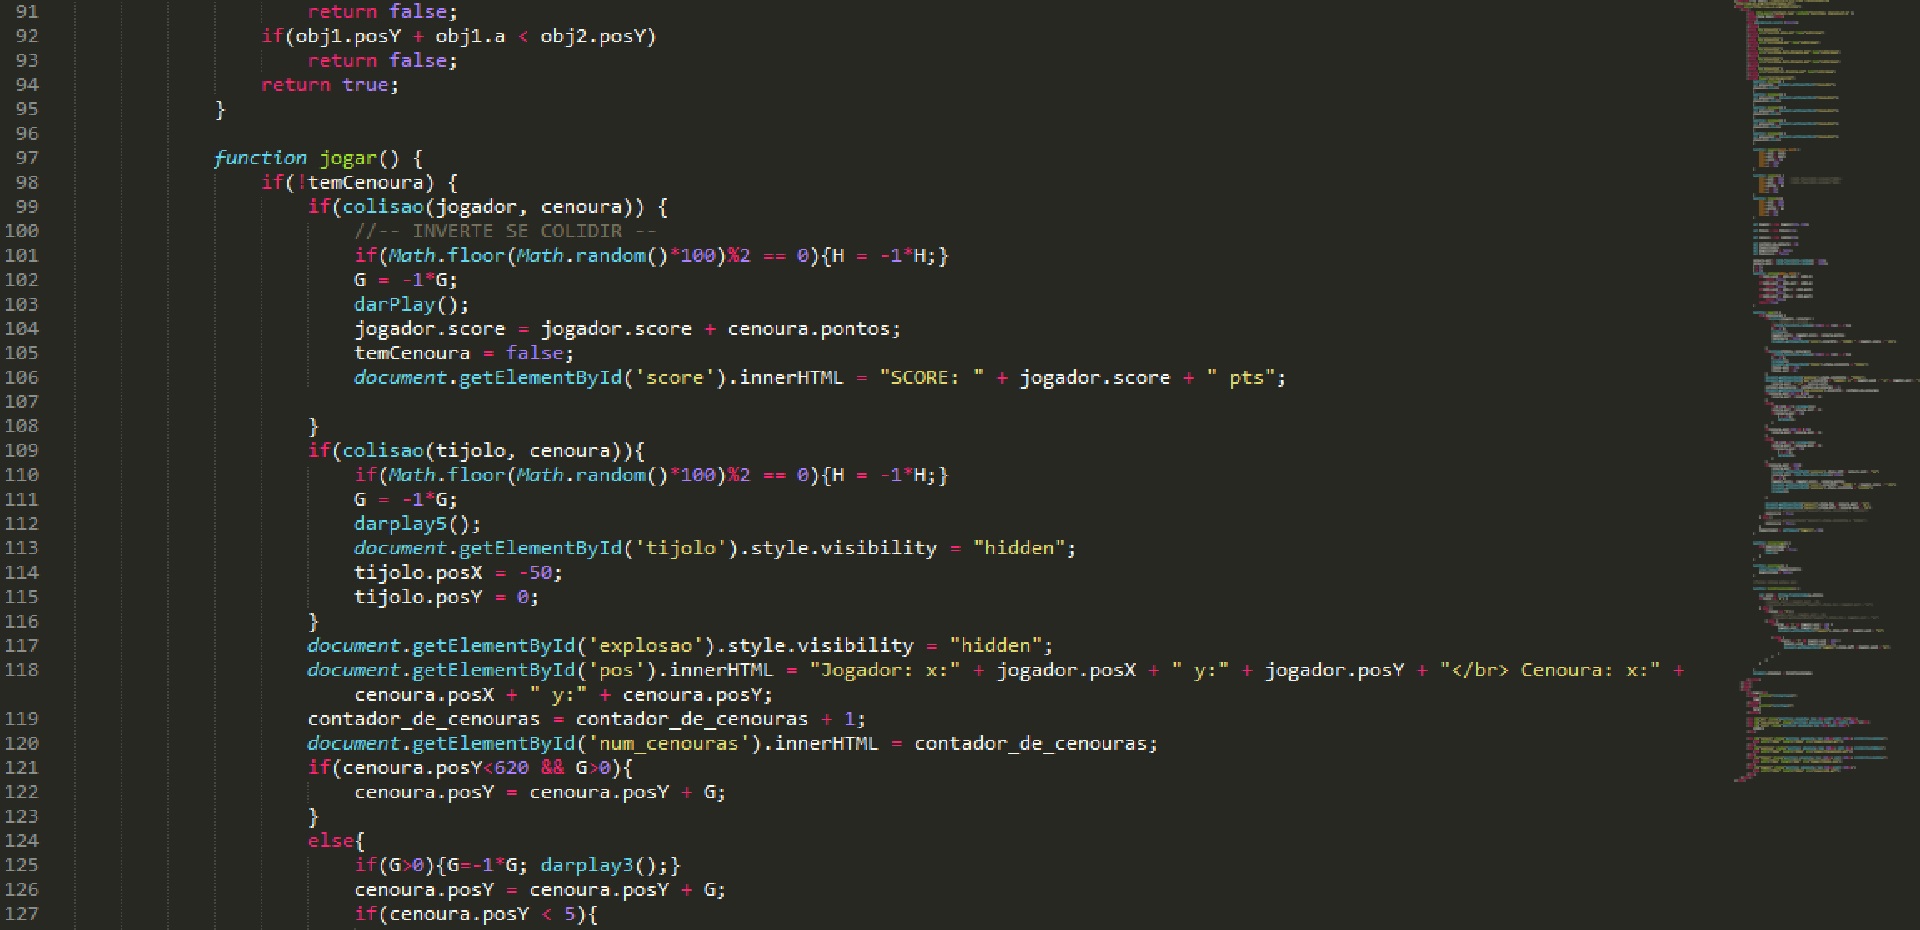 91 return false;
92 if(obj1.posY + obj1.a < obj2.posY)
93 return false;
94 return true;
95 }
96
97 function jogar() {
98 if(!temCenoura) {
99 if(colisao(jogador, cenoura)) {
100 //-- INVERTE SE COLIDIR --
101 if(Math.floor(Math.random()*100)%2 == 0){H = -1*H;}
102 G = -1*G;
103 darPlay();
104 jogador.score = jogador.score + cenoura.pontos;
105 temCenoura = false;
106 document.getElementById('score').innerHTML = "SCORE: " + jogador.score + " pts";
107
108 }
109 if(colisao(tijolo, cenoura)){
110 if(Math.floor(Math.random()*100)%2 == 0){H = -1*H;}
111 G = -1*G;
112 darplay5();
113 document.getElementById('tijolo').style.visibility = "hidden";
114 tijolo.posX = -50;
115 tijolo.posY = 0;
116 }
117 document.getElementById('explosao').style.visibility = "hidden";
118 document.getElementById('pos').innerHTML = "Jogador: x:" + jogador.posX + " y:" + jogador.posY + "</br> Cenoura: x:" +
cenoura.posX + " y:" + cenoura.posY;
119 contador_de_cenouras = contador_de_cenouras + 1;
120 document.getElementById('num_cenouras').innerHTML = contador_de_cenouras;
121 if(cenoura.posY<620 && G>0){
122 cenoura.posY = cenoura.posY + G;
123 }
124 else{
125 if(G>0){G=-1*G; darplay3();}
126 cenoura.posY = cenoura.posY + G;
127 if(cenoura.posY < 5){